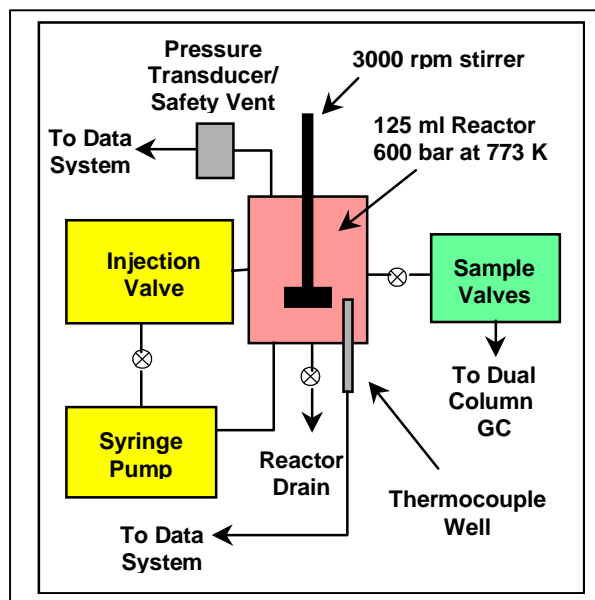 Pressure
Transducer/
Safety Vent
3000 rpm stirrer
To Data
System
125 ml Reactor
600 bar at 773 K
Injection
Valve
Sample
Valves
To Dual
Column
GC
Syringe
Pump
Reactor
Drain
Thermocouple
Well
To Data
System